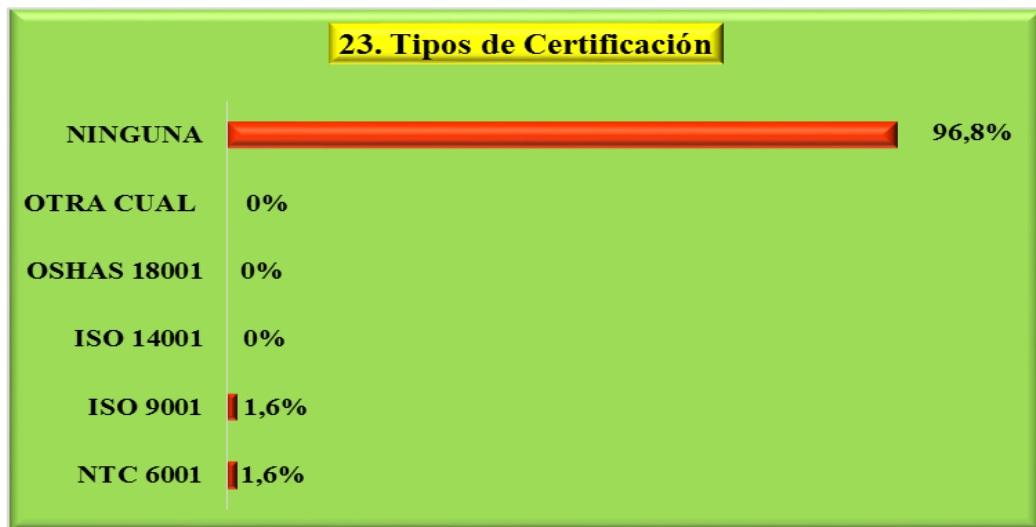 23. Tipos de Certificación
NINGUNA 96,8%
OTRA CUAL 0%
OSHAS 18001 0%
ISO 14001 0%
ISO 9001 1,6%
NTC 6001 1,6%